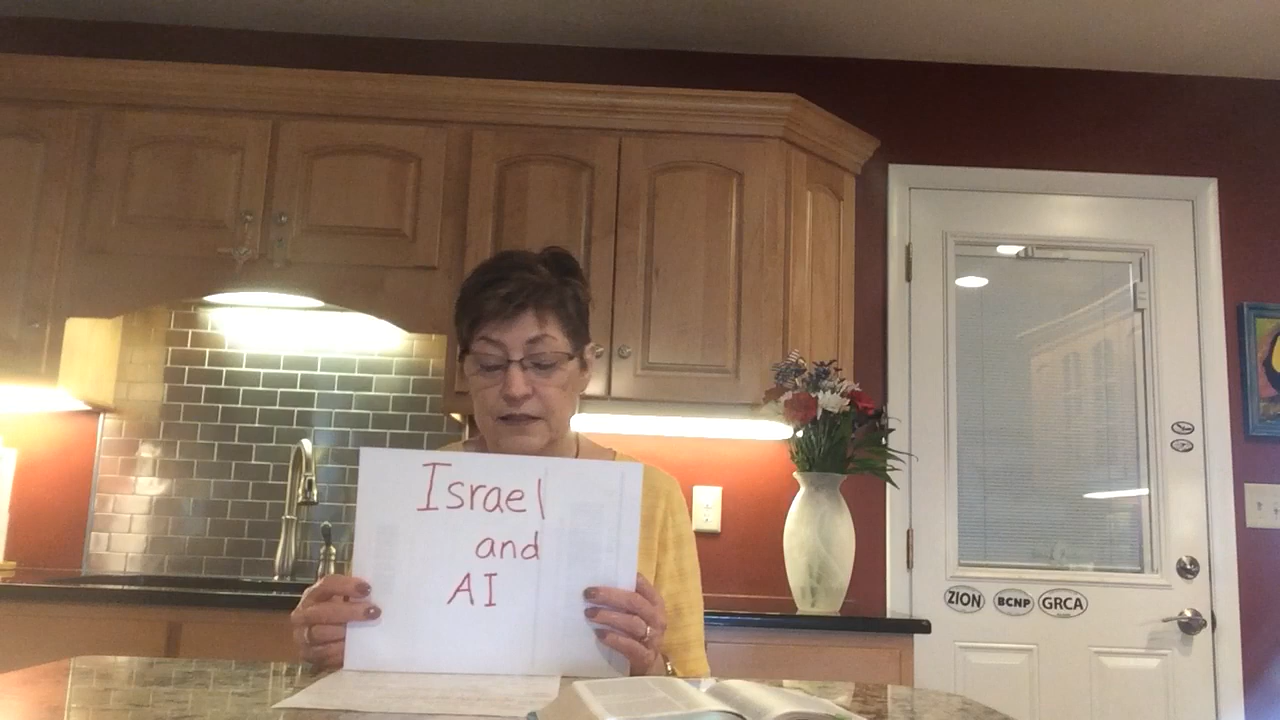 Israel
and
AI
ZION
BCNP
GRCA